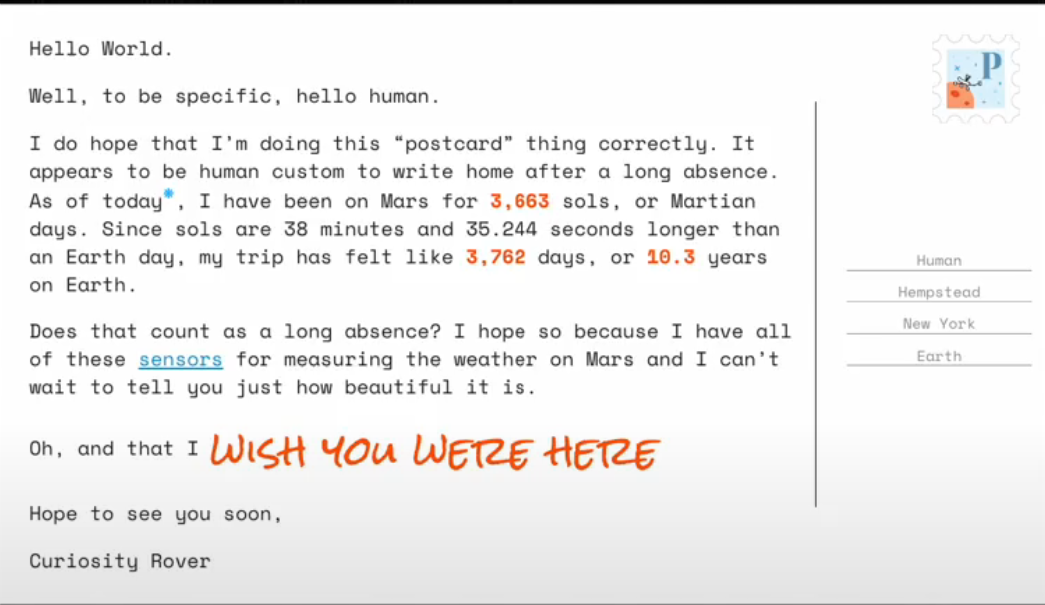 Hello World.
Well, to be specific, hello human.
I do hope that I'm doing this “postcard” thing correctly. It
appears to be human custom to write home after a long absence.
As of today*, I have been on Mars for 3,663 sols, or Martian
days. Since sols are 38 minutes and 35.244 seconds longer than
an Earth day, my trip has felt like 3,762 days, or 10.3 years
on Earth.
Does that count as a long absence? I hope so because I have all
of these sensors for measuring the weather on Mars and I can't
wait to tell you just how beautiful it is.
Oh, and that I WISH YOU WERE HERE
Hope to see you soon,
Curiosity Rover
P
Human
Hempstead
New York
Earth